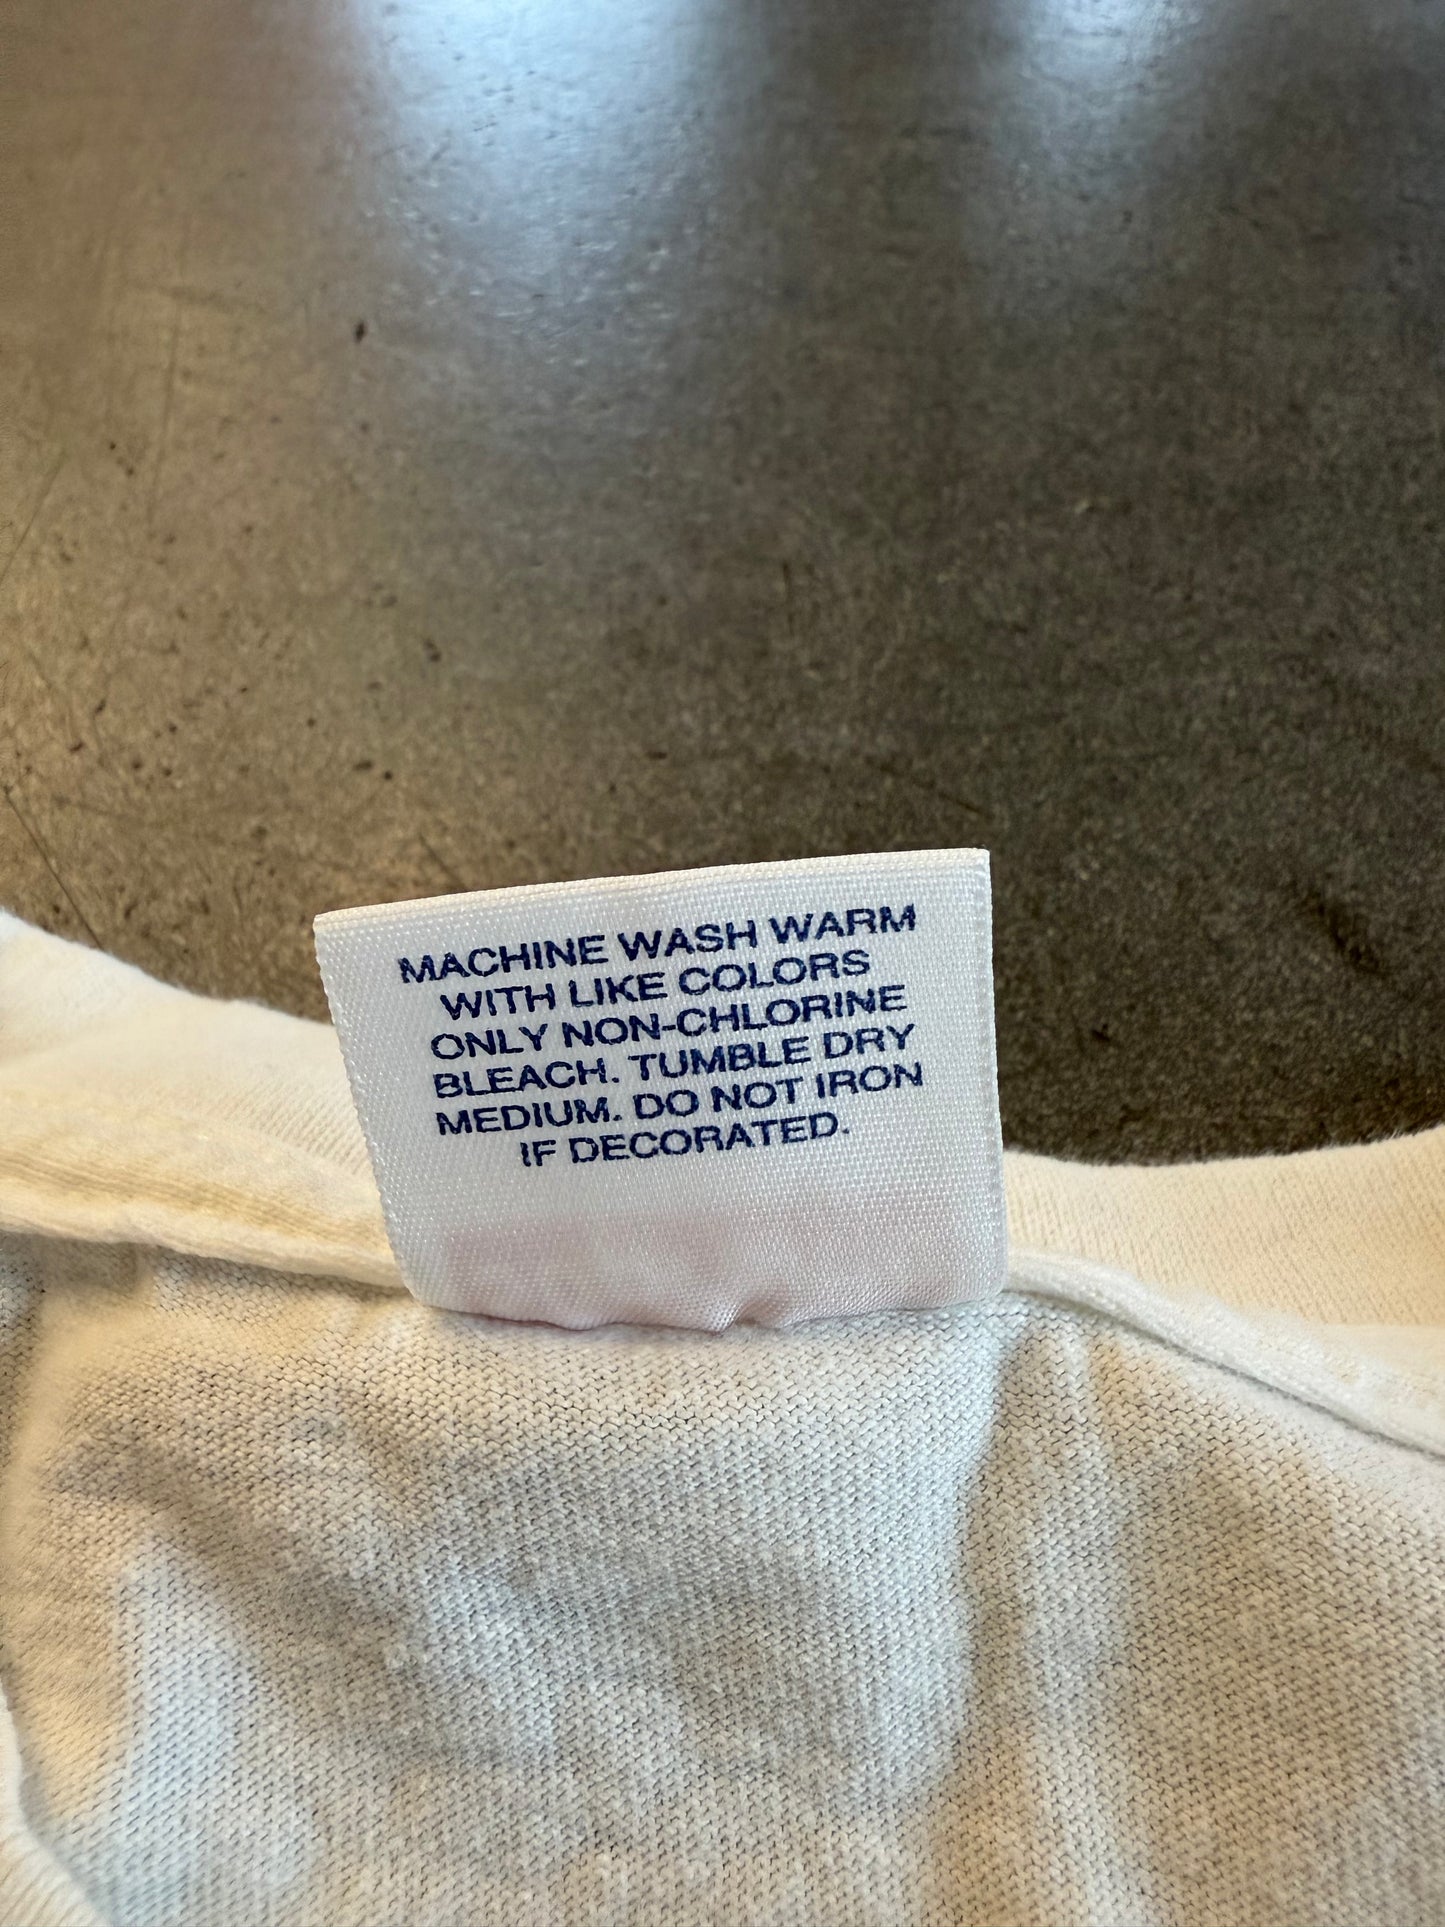 MACHINE WASH WARM
WITH LIKE COLORS
ONLY NON-CHLORINE
BLEACH. TUMBLE DRY
MEDIUM. DO NOT IRON
IF DECORATED.